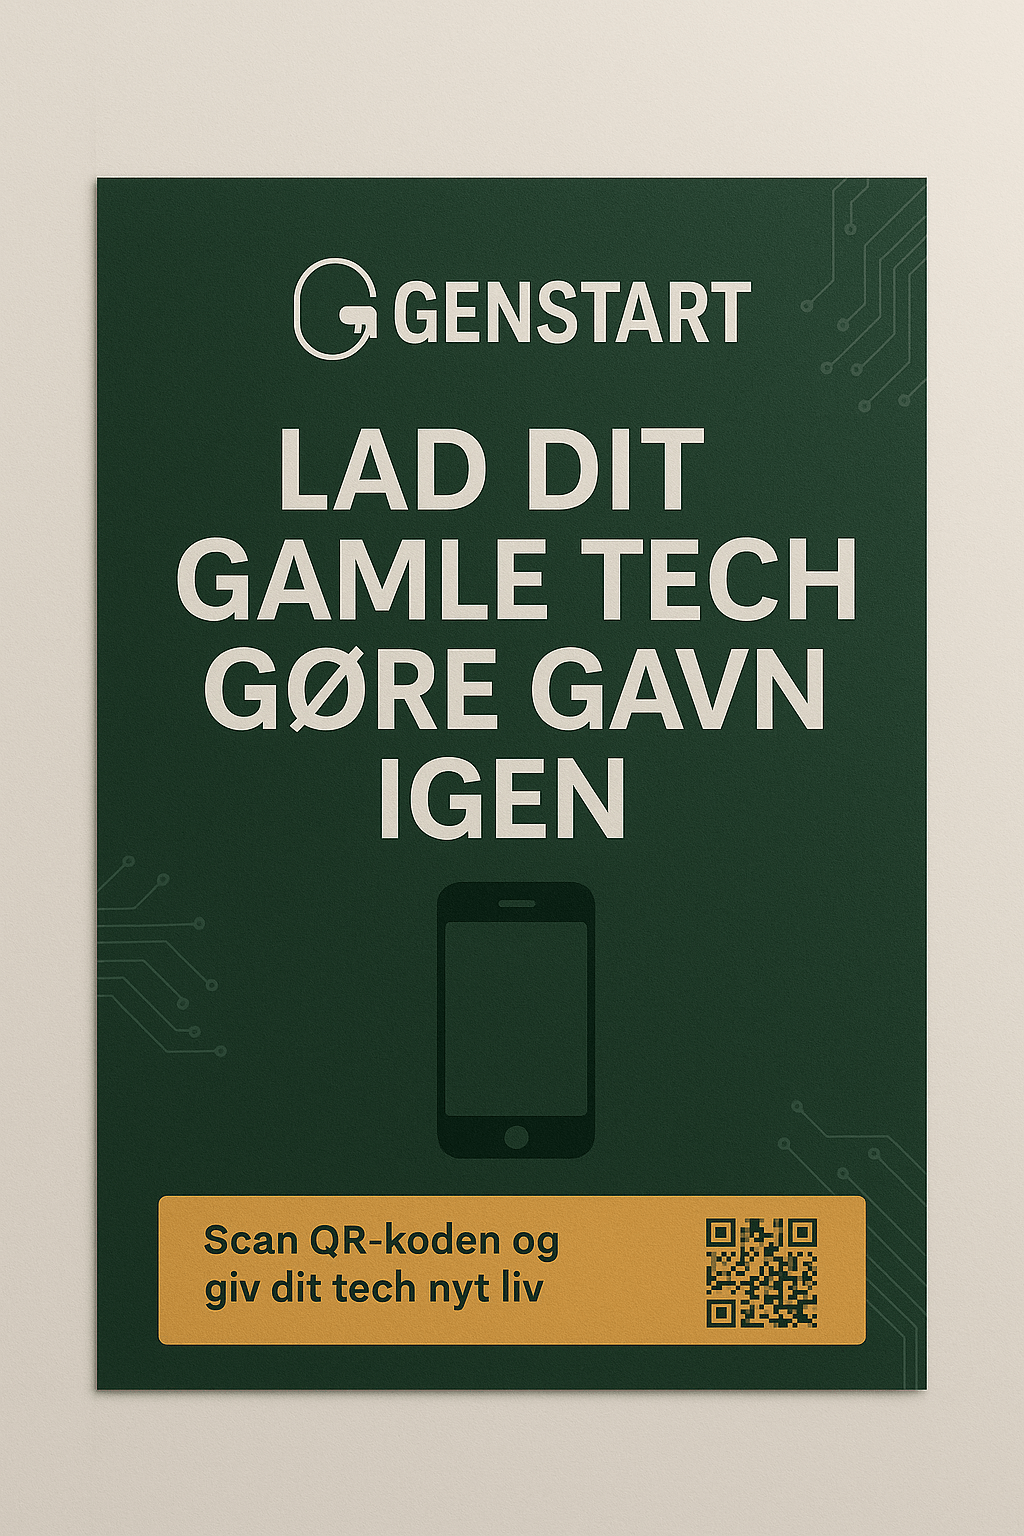 GENSTART
LAD DIT
GAMLE TECH
GØRE GAVN
IGEN
Scan QR-koden og
giv dit tech nyt liv